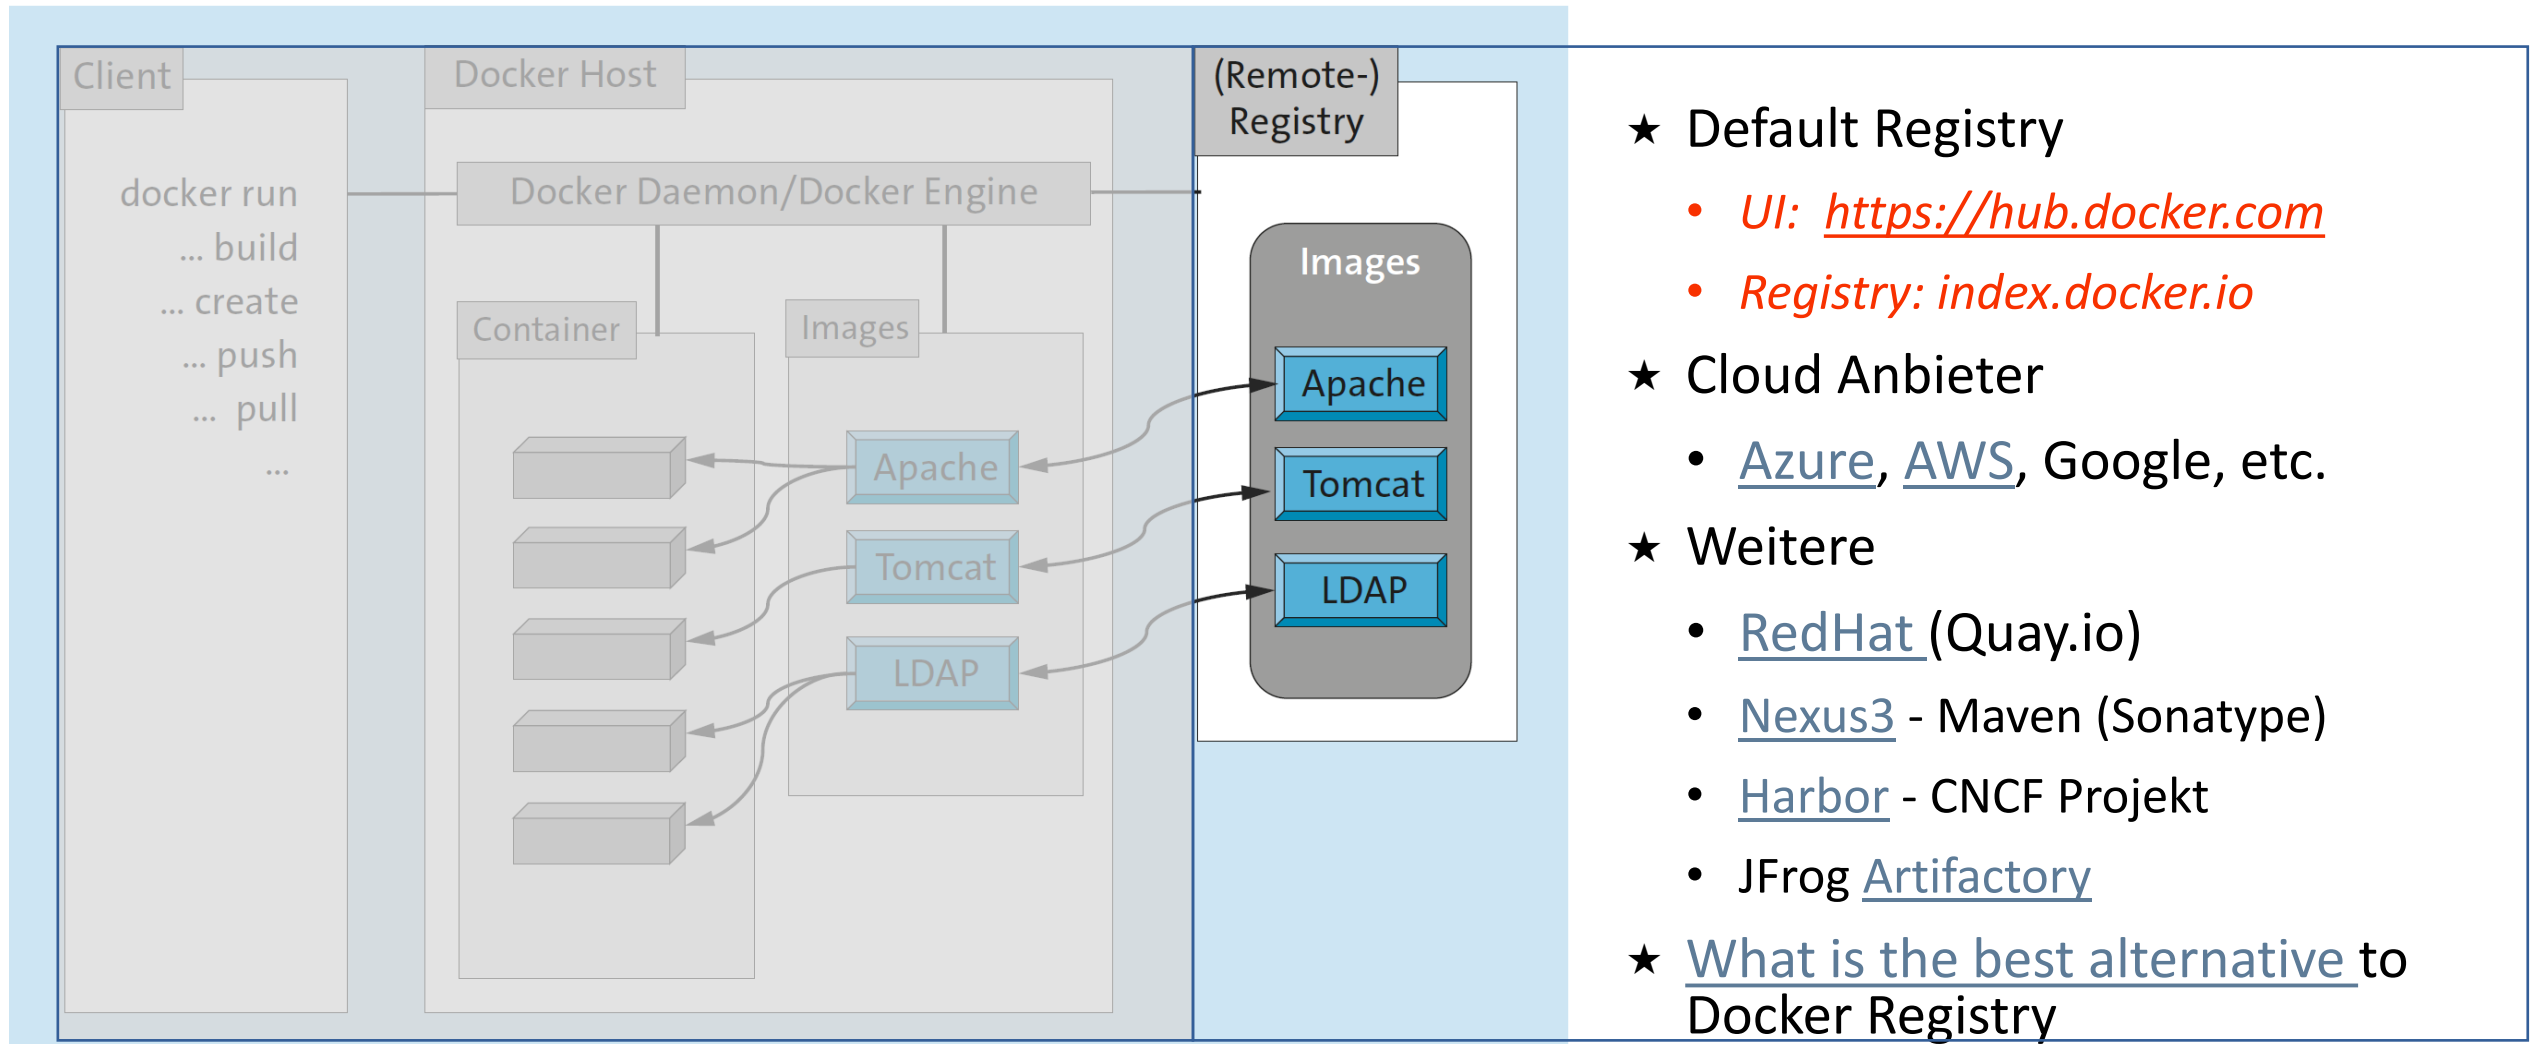 Client
docker run
... build
... create
... push
... pull
...
Docker Host
Docker Daemon/Docker Engine
Container
Images
Apache
Tomcat
LDAP
(Remote-)
Registry
Images
Apache
Tomcat
LDAP
★ Default Registry
• UI: https://hub.docker.com
• Registry: index.docker.io
★ Cloud Anbieter
• Azure, AWS, Google, etc.
★ Weitere
• RedHat (Quay.io)
• Nexus3 - Maven (Sonatype)
• Harbor - CNCF Projekt
• JFrog Artifactory
★ What is the best alternative to
Docker Registry